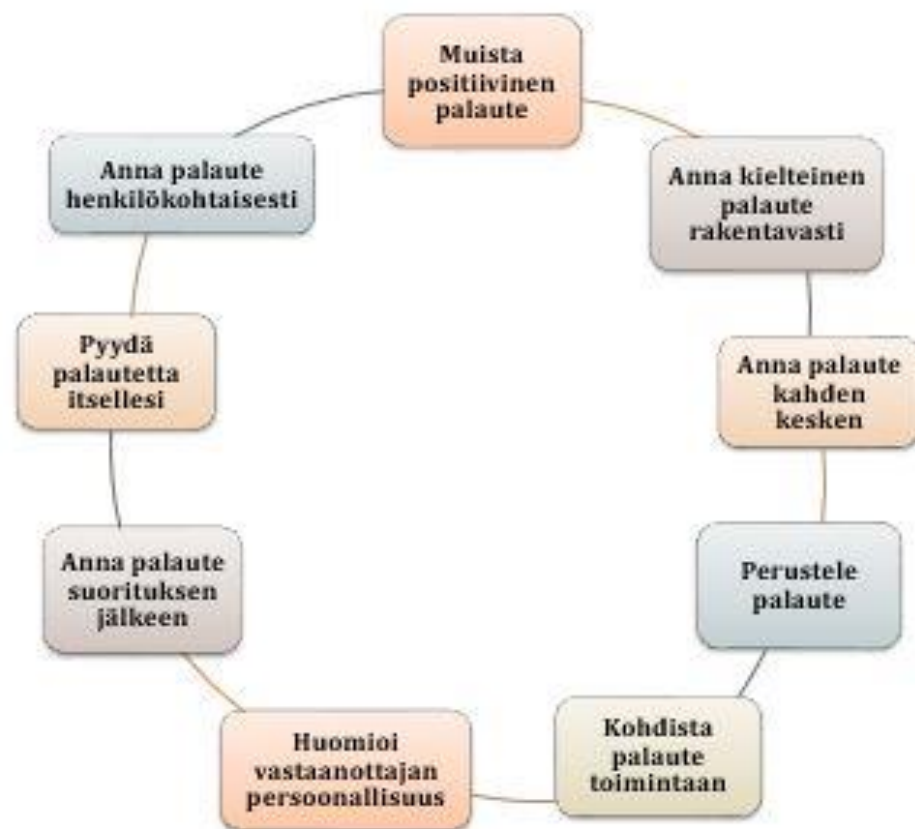 Muista
positiivinen
palaute
Anna kielteinen
palaute
rakentavasti
Anna palaute
kahden
kesken
Perustele
palaute
Kohdista
palaute
toimintaan
Huomioi
vastaanottajan
persoonallisuus
Anna palaute
suorituksen
jälkeen
Pyydä
palautetta
itsellesi
Anna palaute
henkilökohtaisesti